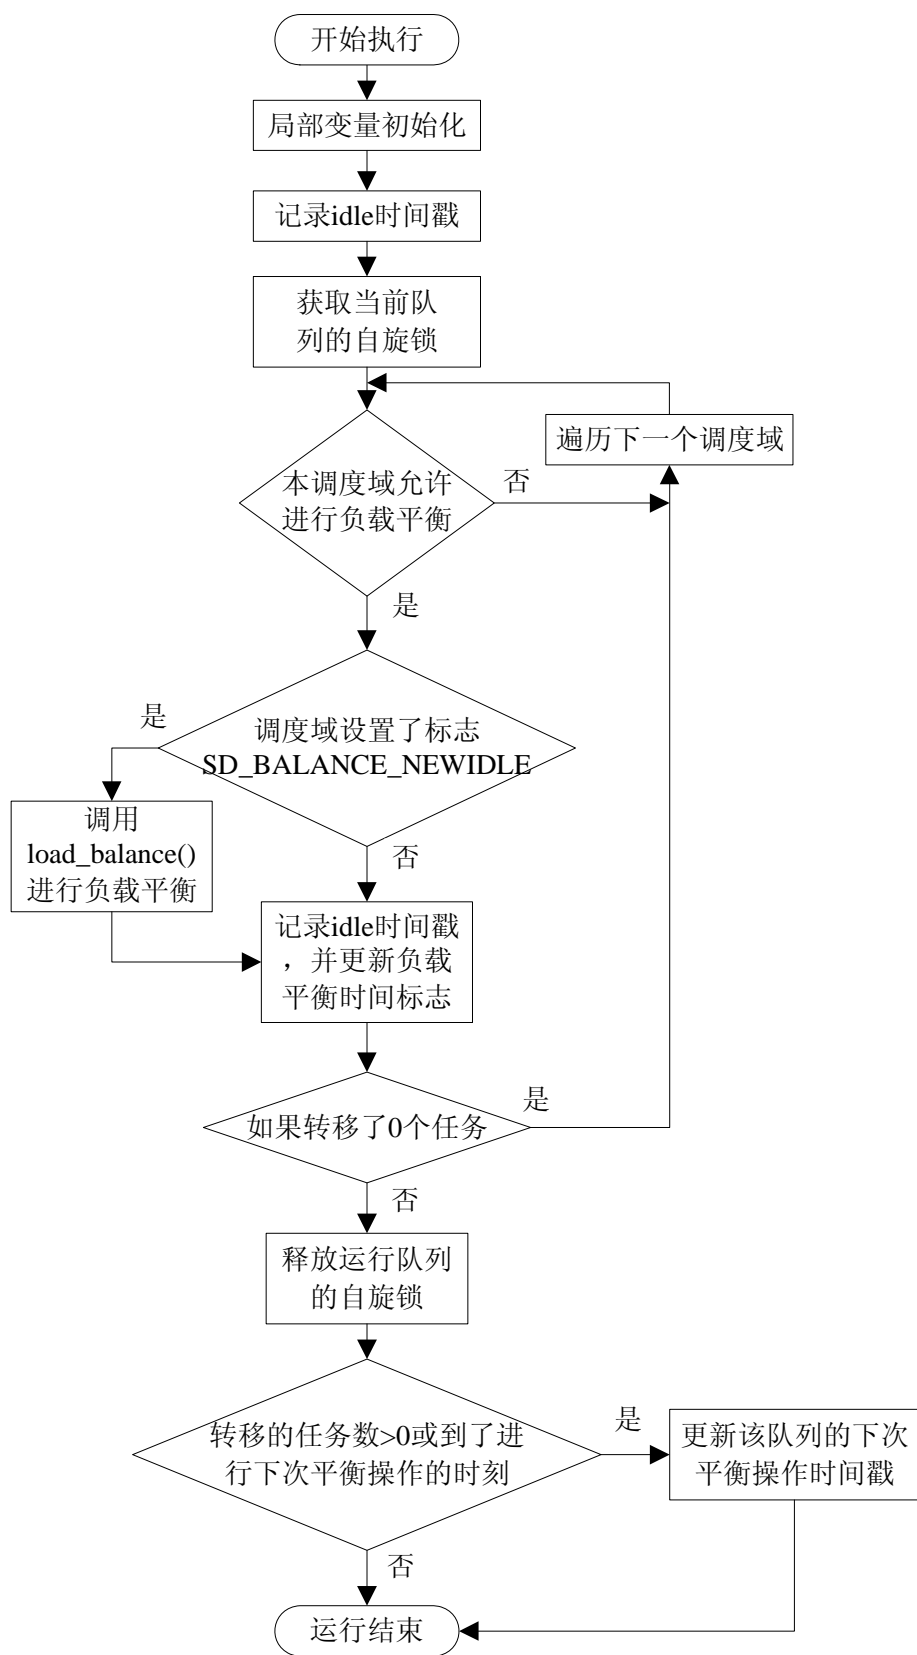 开始执行
局部变量初始化
记录idle时间戳
获取当前队
列的自旋锁
遍历下一个调度域
本调度域允许
进行负载平衡
否
是
调度域设置了标志
SD_BALANCE_NEWIDLE
是
调用
load_balance()
进行负载平衡
否
记录idle时间戳
，并更新负载
平衡时间标志
如果转移了0个任务
是
否
释放运行队列
的自旋锁
转移的任务数>0或到了进
行下次平衡操作的时刻
是
更新该队列的下次
平衡操作时间戳
否
运行结束